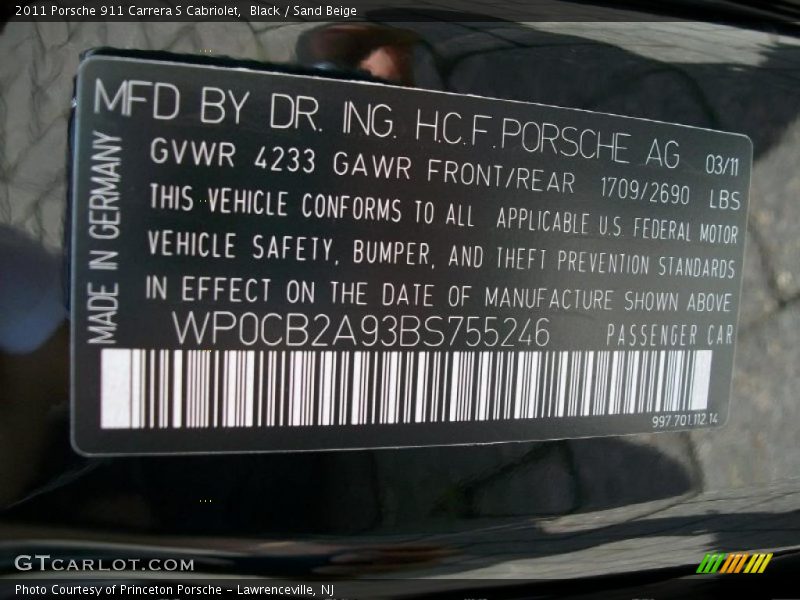 2011 Porsche 911 Carrera S Cabriolet,  Black / Sand Beige
MFD BY DR. ING. H.C.F. PORSCHE AG 03/11
GVWR 4233 GAWR FRONT/REAR 1709/2690 LBS
THIS VEHICLE CONFORMS TO ALL APPLICABLE U.S. FEDERAL MOTOR
VEHICLE SAFETY, BUMPER, AND THEFT PREVENTION STANDARDS
IN EFFECT ON THE DATE OF MANUFACTURE SHOWN ABOVE
WP0CB2A93BS755246 PASSENGER CAR
MADE IN GERMANY
997.701.112.14
GTCARLOT.COM
Photo Courtesy of Princeton Porsche – Lawrenceville, NJ